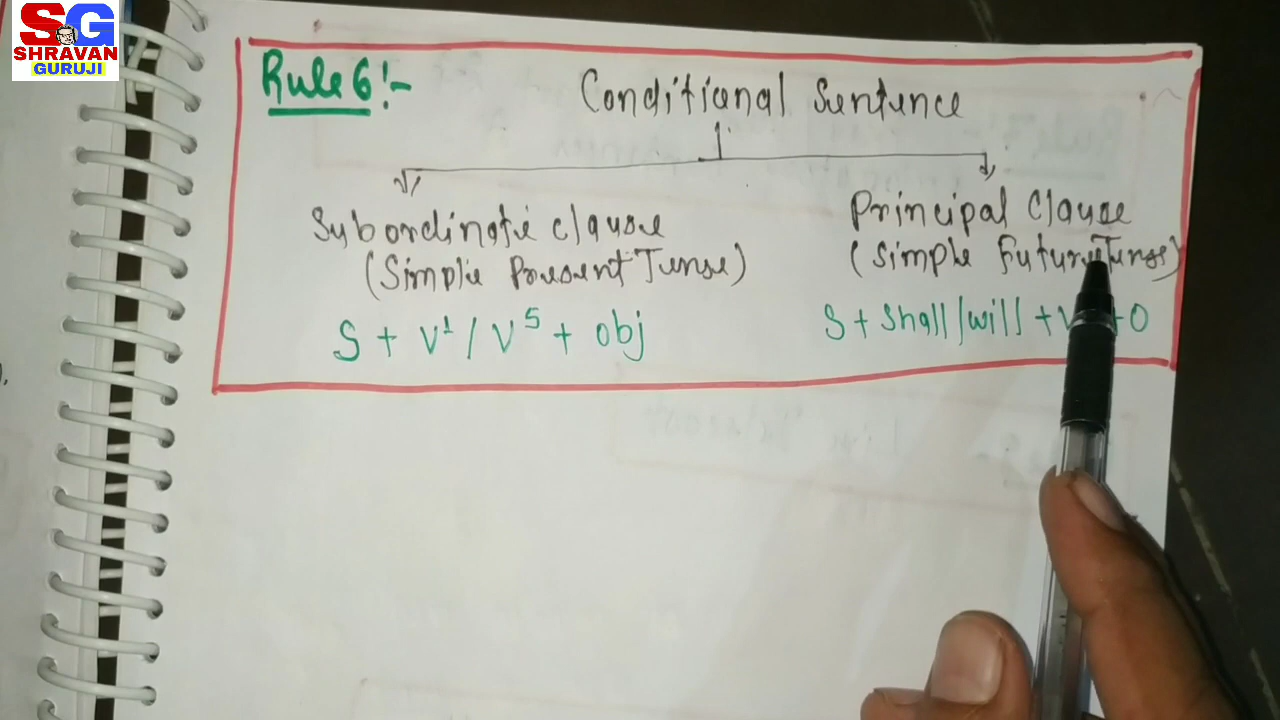 SG
SHRAVAN
GURUJI
Rule 6!-
Conditional Sentence
Subordinate clause
(Simple Present Tense)
S + V¹ / V⁵ + obj
Principal Clause
(Simple Future Tense)
S + Shall/will + V + O